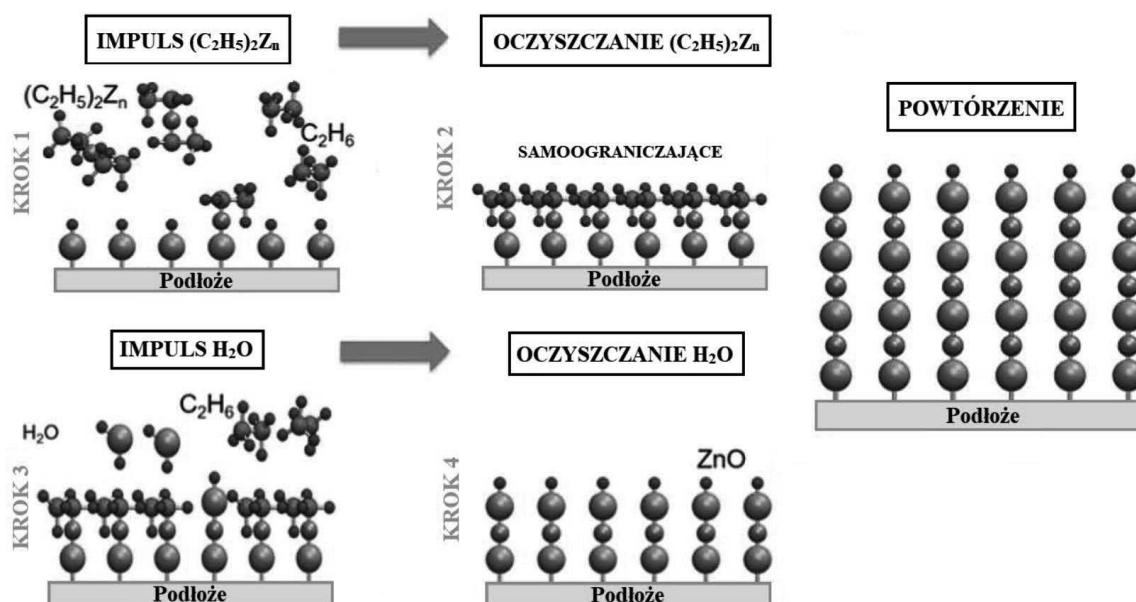 IMPULS (C₂H₅)₂Zₙ
OCZYSZCZANIE (C₂H₅)₂Zₙ
KROK 1
(C₂H₅)₂Zₙ
C₂H₆
Podłoże
KROK 2
SAMOOGRANICZAJĄCE
Podłoże
POWTÓRZENIE
Podłoże
IMPULS H₂O
OCZYSZCZANIE H₂O
KROK 3
H₂O
C₂H₆
Podłoże
KROK 4
ZnO
Podłoże